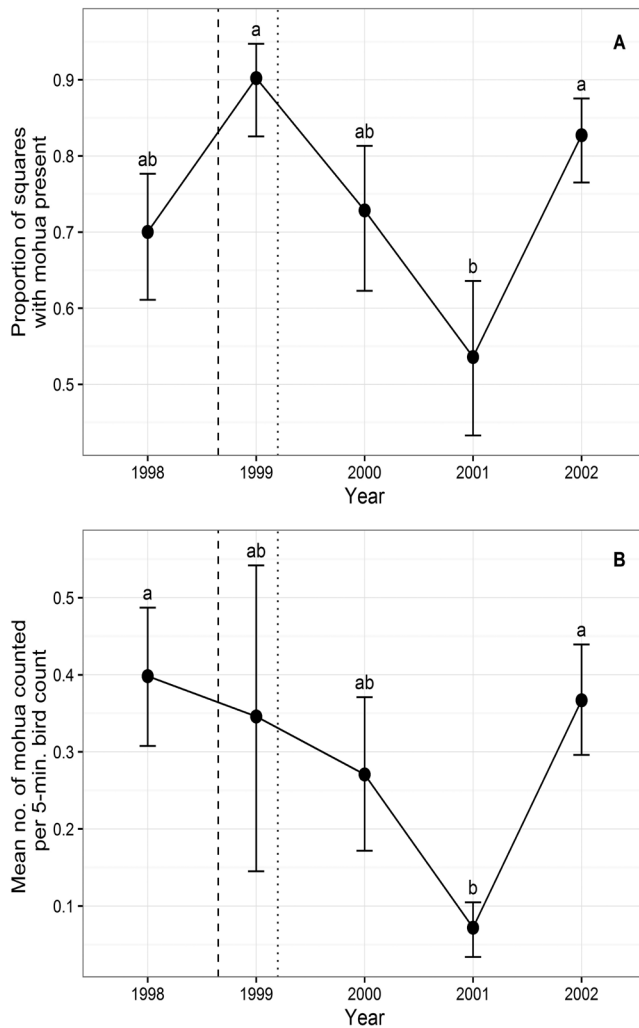 A
Proportion of squares
with mohua present
0.9
0.8
0.7
0.6
0.5
ab
a
ab
b
a
1998 1999 2000 2001 2002
Year
B
Mean no. of mohua counted
per 5-min. bird count
0.5
0.4
0.3
0.2
0.1
a
ab
ab
b
a
1998 1999 2000 2001 2002
Year